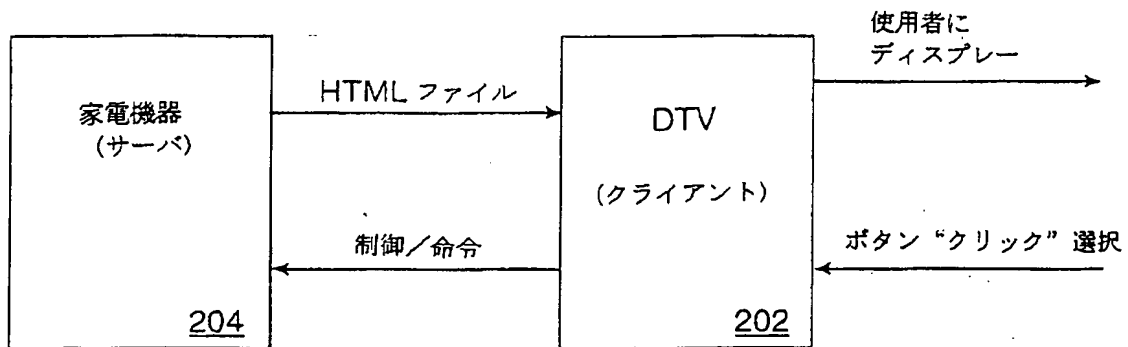 使用者に
ディスプレー
HTML ファイル
家電機器
(サーバ)
DTV
(クライアント)
制御／命令
ボタン “クリック” 選択
204
202